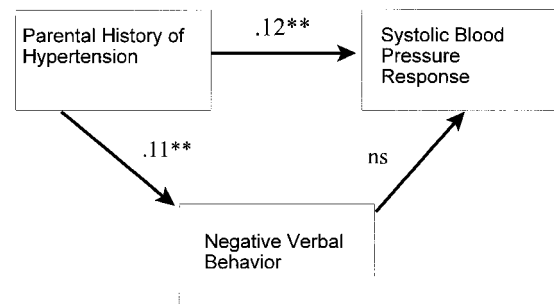 .12**
Parental History of
Hypertension
Systolic Blood
Pressure
Response
.11**
ns
Negative Verbal
Behavior